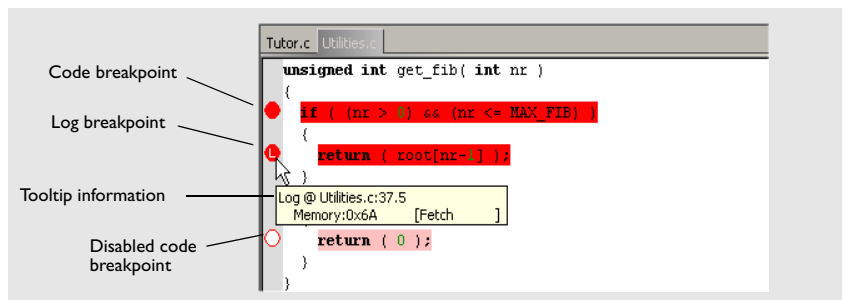 Tutor.c Utilities.c
unsigned int get_fib( int nr )
{
Code breakpoint
if ( (nr > 0) && (nr <= MAX_FIB) )
{
Log breakpoint
L
return ( root[nr-1] );
}
Tooltip information
Log @ Utilities.c:37.5
Memory:0x6A [Fetch ]
Disabled code
breakpoint
return ( 0 );
}
}